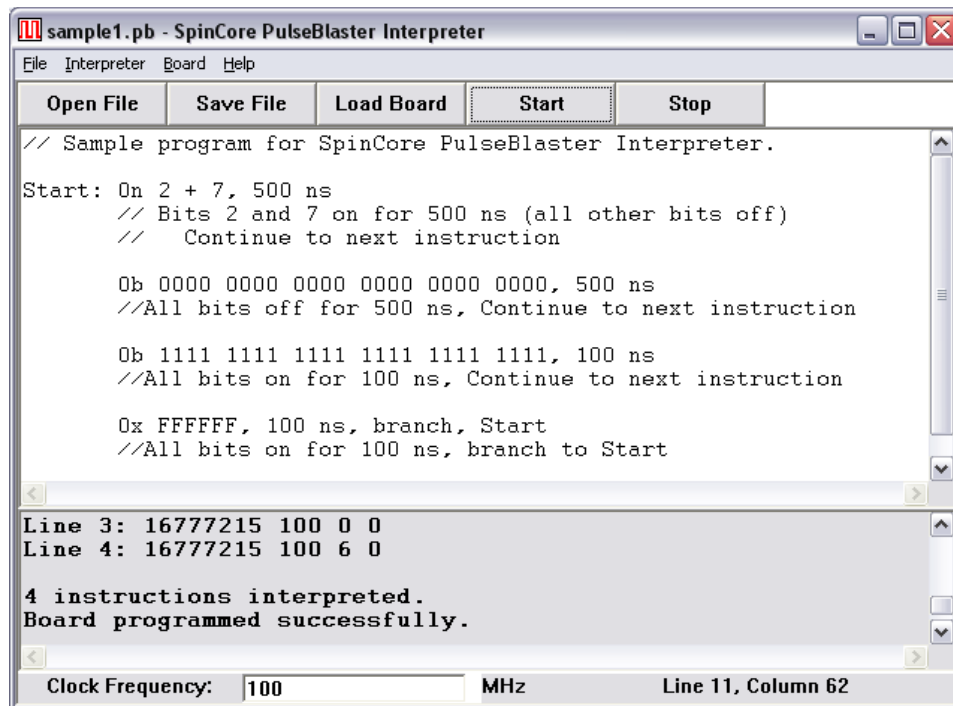 sample1.pb - SpinCore PulseBlaster Interpreter
File Interpreter Board Help
Open File Save File Load Board Start Stop
// Sample program for SpinCore PulseBlaster Interpreter.
Start: On 2 + 7, 500 ns
// Bits 2 and 7 on for 500 ns (all other bits off)
// Continue to next instruction
0b 0000 0000 0000 0000 0000 0000, 500 ns
//All bits off for 500 ns, Continue to next instruction
0b 1111 1111 1111 1111 1111 1111, 100 ns
//All bits on for 100 ns, Continue to next instruction
0x FFFFFF, 100 ns, branch, Start
//All bits on for 100 ns, branch to Start
Line 3: 16777215 100 0 0
Line 4: 16777215 100 6 0
4 instructions interpreted.
Board programmed successfully.
Clock Frequency: 100 MHz Line 11, Column 62